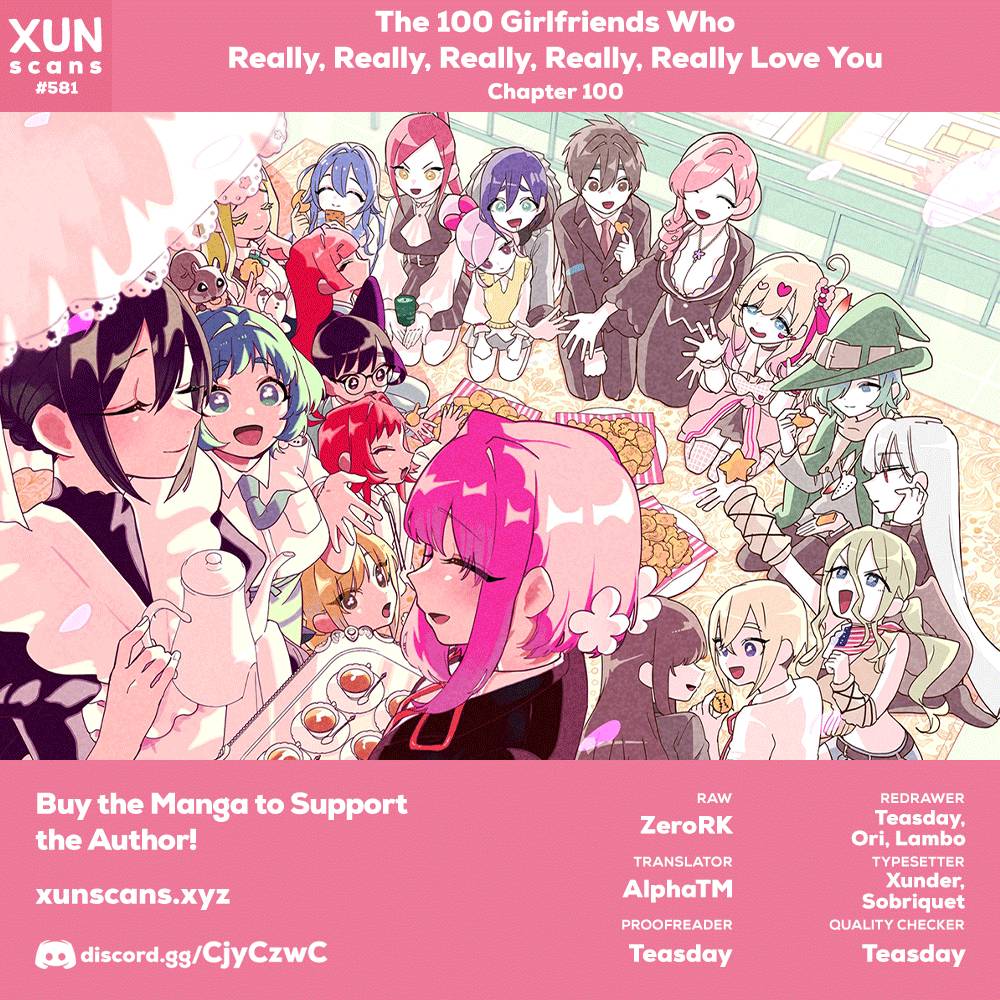 XUN
scans
#581
The 100 Girlfriends Who
Really, Really, Really, Really, Really Love You
Chapter 100
Buy the Manga to Support
the Author!
xunscans.xyz
discord.gg/CjyCzwC
RAW
ZeroRK
TRANSLATOR
AlphaTM
PROOFREADER
Teasday
REDRAWER
Teasday,
Ori, Lambo
TYPESETTER
Xunder,
Sobriquet
QUALITY CHECKER
Teasday